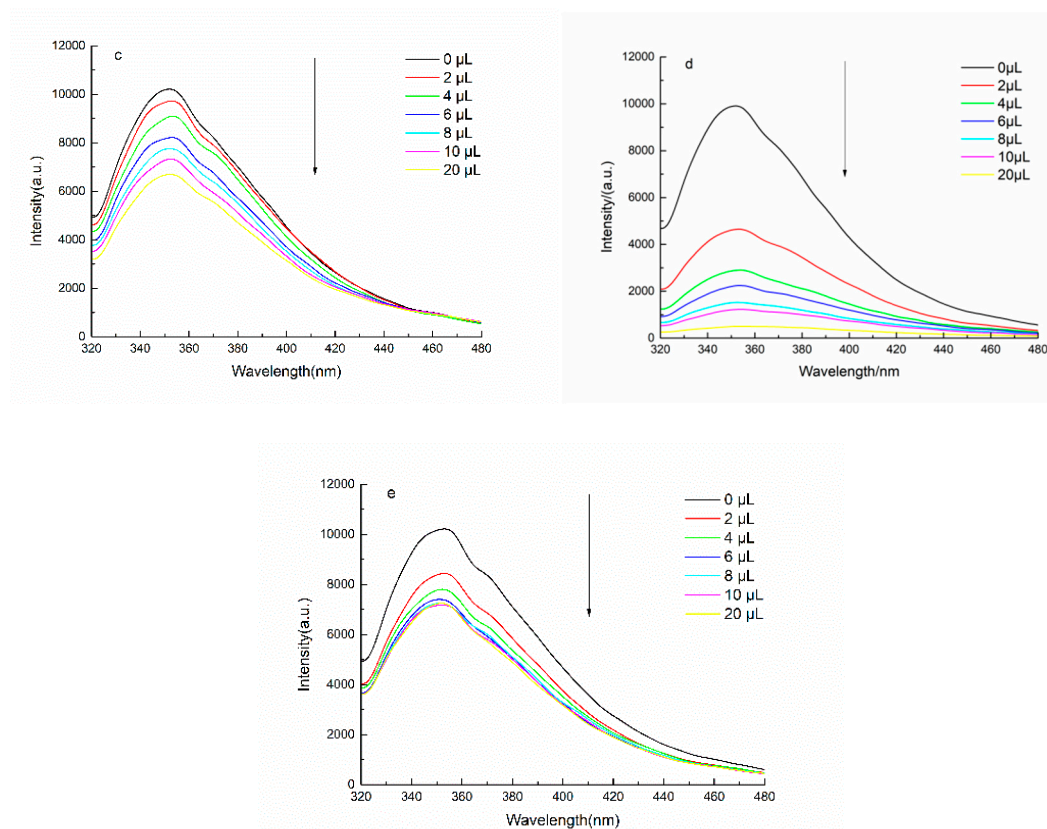 c
12000
10000
8000
6000
4000
2000
0
Intensity(a.u.)
320 340 360 380 400 420 440 460 480
Wavelength(nm)
0 μL
2 μL
4 μL
6 μL
8 μL
10 μL
20 μL
d
12000
10000
8000
6000
4000
2000
0
Intensity/(a.u.)
320 340 360 380 400 420 440 460 480
Wavelength/nm
0μL
2μL
4μL
6μL
8μL
10μL
20μL
e
12000
10000
8000
6000
4000
2000
0
Intensity(a.u.)
320 340 360 380 400 420 440 460 480
Wavelength(nm)
0 μL
2 μL
4 μL
6 μL
8 μL
10 μL
20 μL